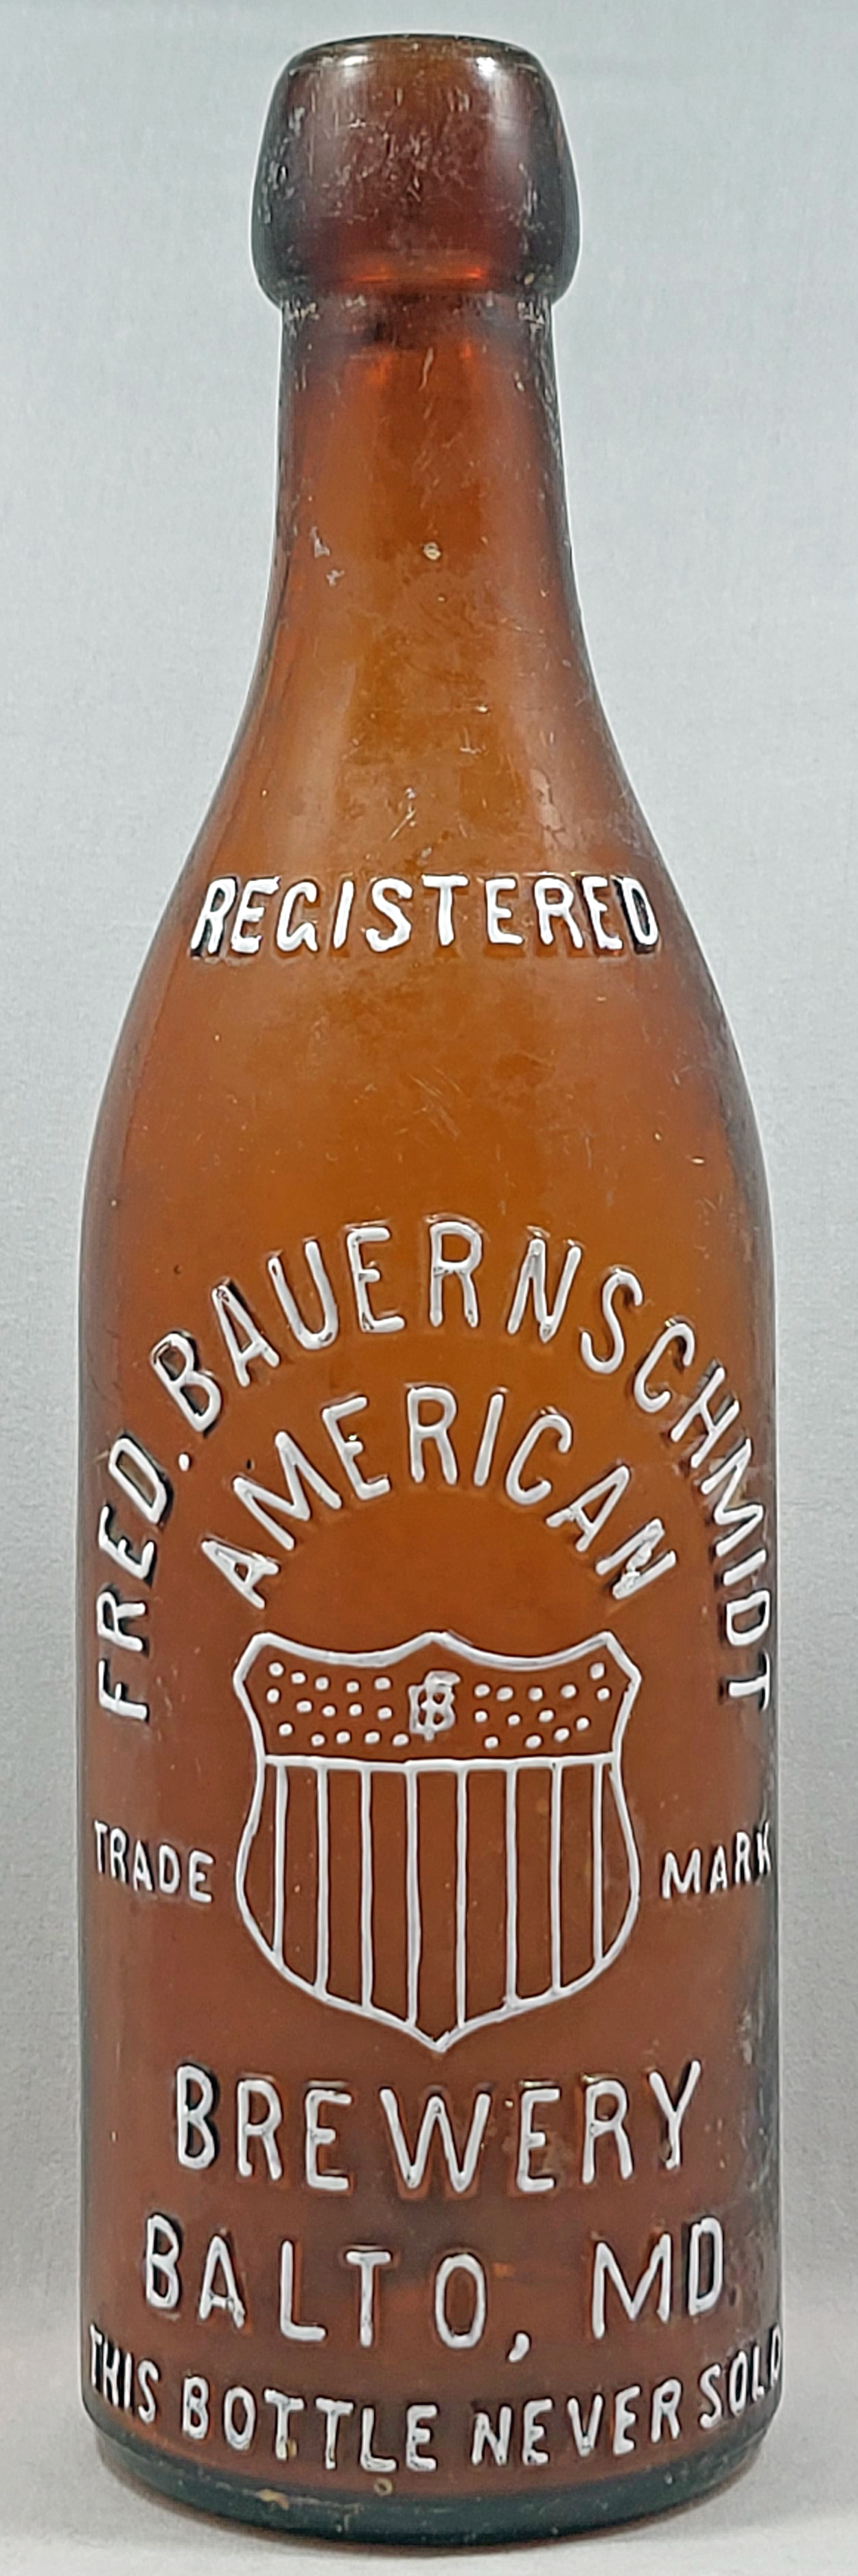 REGISTERED
FRED. BAUERNSCHMIDT
AMERICAN
FB
TRADE MARK
BREWERY
BALTO, MD
THIS BOTTLE NEVER SOLD